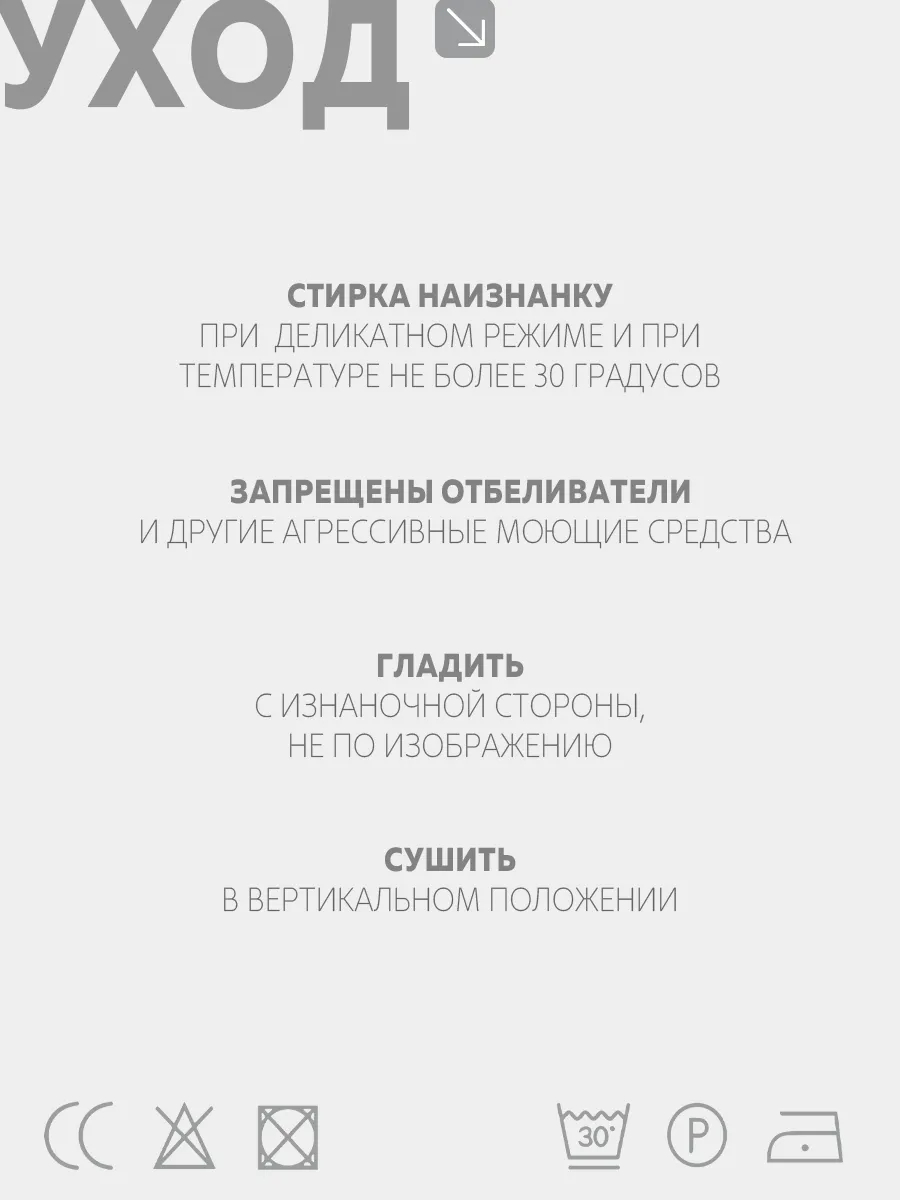 УХОД
СТИРКА НАИЗНАНКУ
ПРИ ДЕЛИКАТНОМ РЕЖИМЕ И ПРИ
ТЕМПЕРАТУРЕ НЕ БОЛЕЕ 30 ГРАДУСОВ
ЗАПРЕЩЕНЫ ОТБЕЛИВАТЕЛИ
И ДРУГИЕ АГРЕССИВНЫЕ МОЮЩИЕ СРЕДСТВА
ГЛАДИТЬ
С ИЗНАНОЧНОЙ СТОРОНЫ,
НЕ ПО ИЗОБРАЖЕНИЮ
СУШИТЬ
В ВЕРТИКАЛЬНОМ ПОЛОЖЕНИИ
30° P